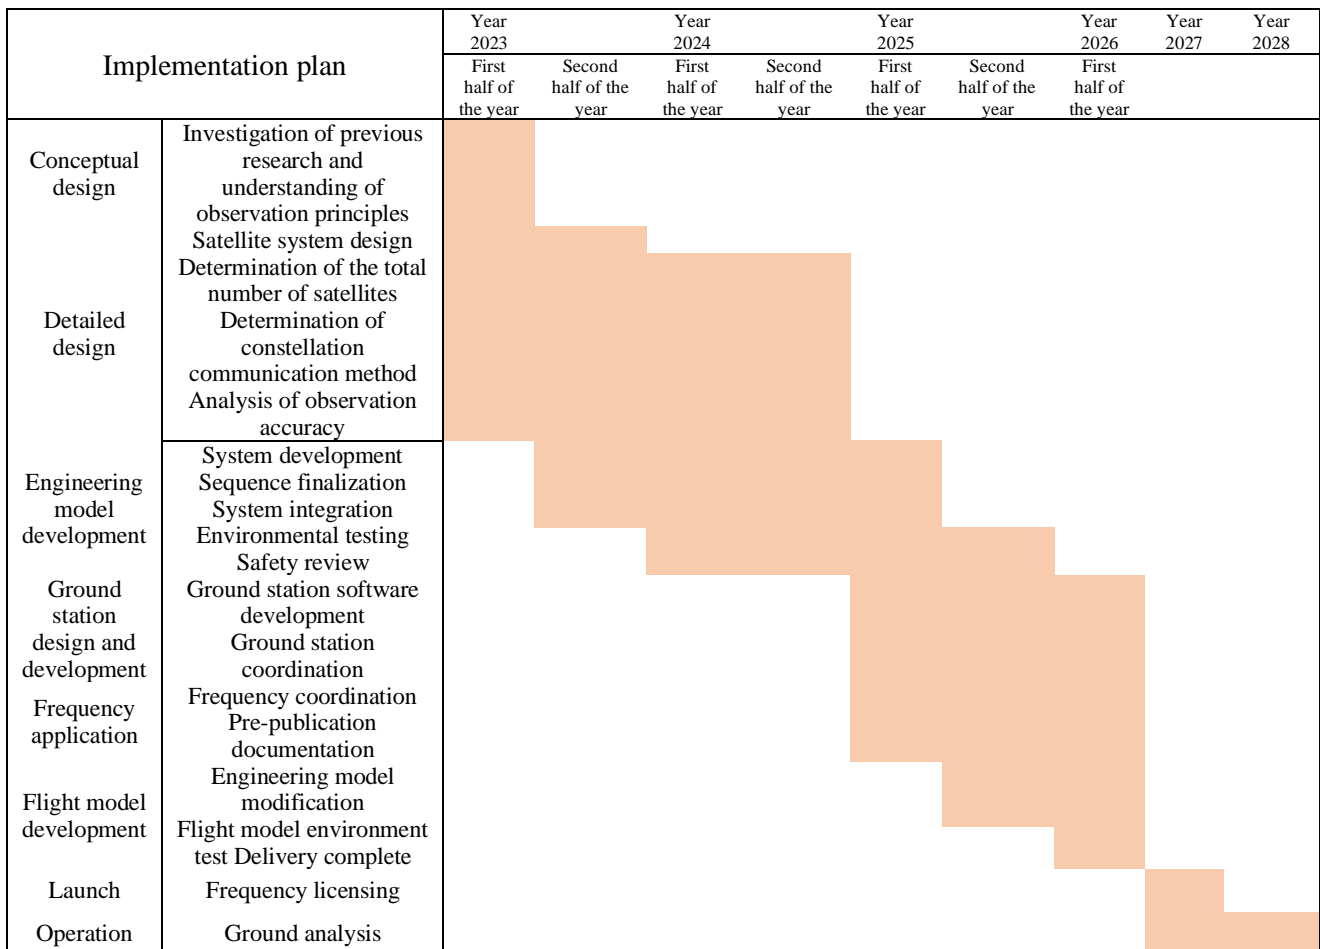 Implementation plan
Year
2023
Year
2024
Year
2025
Year
2026
Year
2027
Year
2028
First
half of
the year
Second
half of the
year
First
half of
the year
Second
half of the
year
First
half of
the year
Second
half of the
year
First
half of
the year
Conceptual
design
Investigation of previous
research and
understanding of
observation principles
Detailed
design
Satellite system design
Determination of the total
number of satellites
Determination of
constellation
communication method
Analysis of observation
accuracy
Engineering
model
development
System development
Sequence finalization
System integration
Environmental testing
Safety review
Ground
station
design and
development
Ground station software
development
Ground station
coordination
Frequency
application
Frequency coordination
Pre-publication
documentation
Flight model
development
Engineering model
modification
Flight model environment
test Delivery complete
Launch
Frequency licensing
Operation
Ground analysis